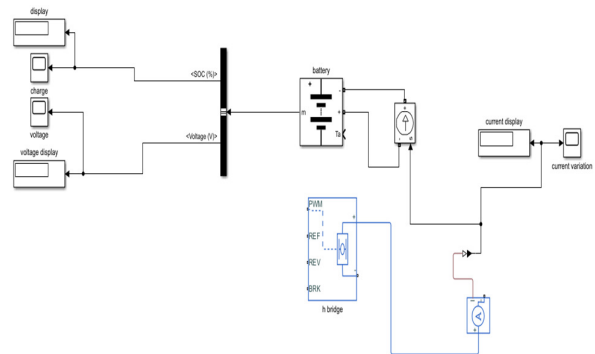 display
<SOC (%)>
charge
voltage
<Voltage (V)>
voltage display
battery
+
-
m
+
Ta
+
-
s
current display
current variation
PWM
+
REF
REV
-
BRK
h bridge
I
A
+